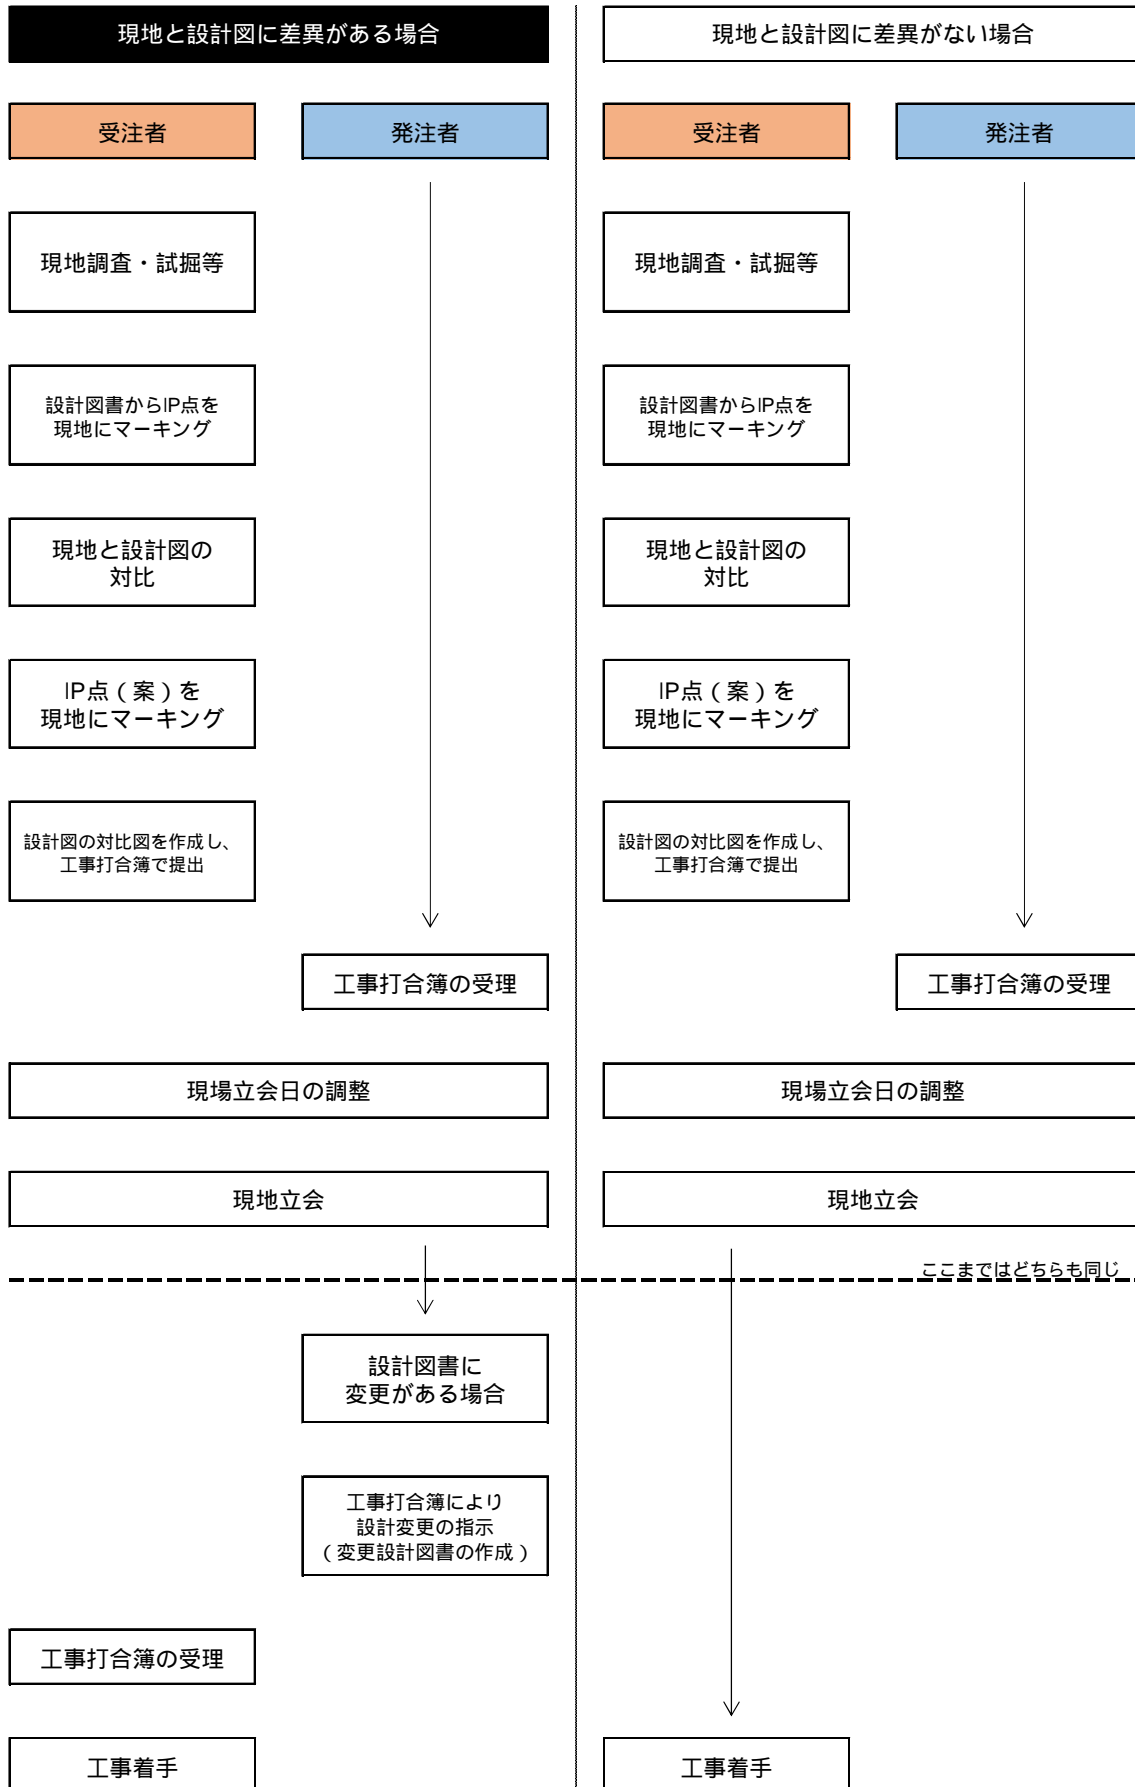 現地と設計図に差異がある場合
受注者
発注者
現地調査・試掘等
設計図書からIP点を
現地にマーキング
現地と設計図の
対比
IP点（案）を
現地にマーキング
設計図の対比図を作成し、
工事打合簿で提出
工事打合簿の受理
現場立会日の調整
現地立会
設計図書に
変更がある場合
工事打合簿により
設計変更の指示
（変更設計図書の作成）
工事打合簿の受理
工事着手
現地と設計図に差異がない場合
受注者
発注者
現地調査・試掘等
設計図書からIP点を
現地にマーキング
現地と設計図の
対比
IP点（案）を
現地にマーキング
設計図の対比図を作成し、
工事打合簿で提出
工事打合簿の受理
現場立会日の調整
現地立会
ここまではどちらも同じ
工事着手